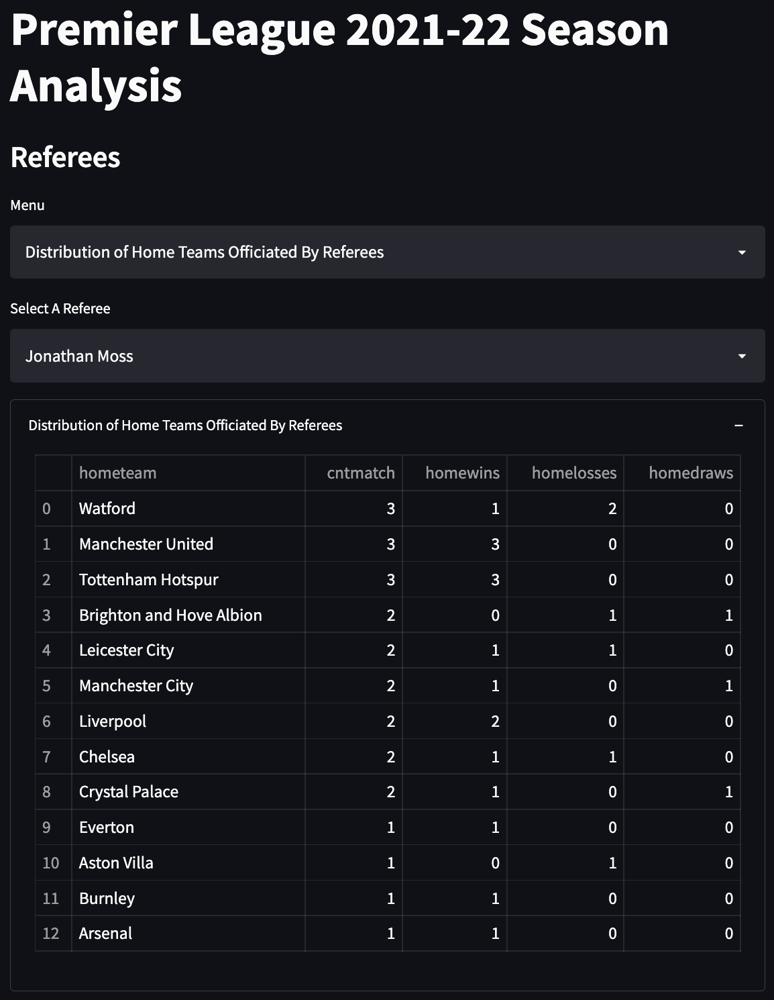 Premier League 2021-22 Season
Analysis
Referees
Menu
Distribution of Home Teams Officiated By Referees
Select A Referee
Jonathan Moss
Distribution of Home Teams Officiated By Referees
hometeam cntmatch homewins homelosses homedraws
0 Watford 3 1 2 0
1 Manchester United 3 3 0 0
2 Tottenham Hotspur 3 3 0 0
3 Brighton and Hove Albion 2 0 1 1
4 Leicester City 2 1 1 0
5 Manchester City 2 1 0 1
6 Liverpool 2 2 0 0
7 Chelsea 2 1 1 0
8 Crystal Palace 2 1 0 1
9 Everton 1 1 0 0
10 Aston Villa 1 0 1 0
11 Burnley 1 1 0 0
12 Arsenal 1 1 0 0